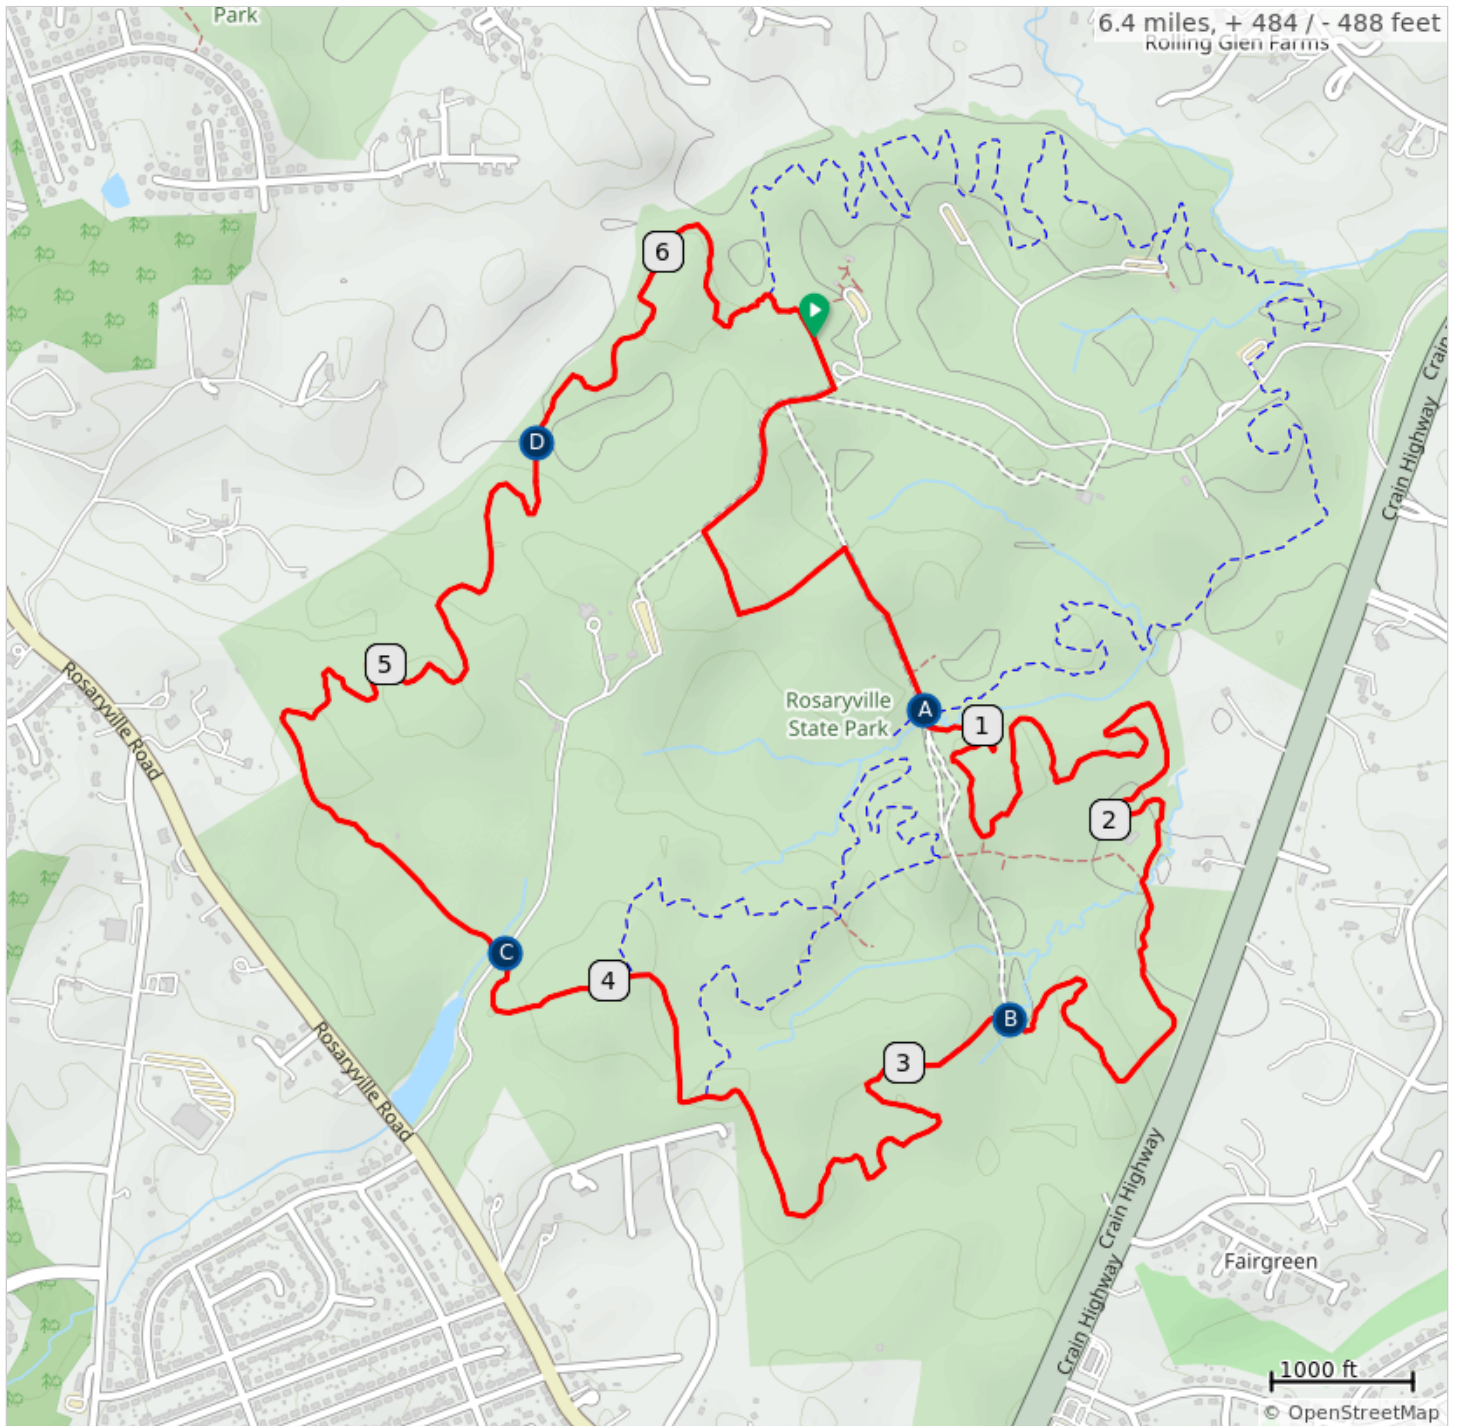 Park
6.4 miles, + 484 / - 488 feet
Rolling Glen Farms
6
Crain
Crain Highway
D
5
Rosaryville Road
Rosaryville
State Park
A
1
2
C
4
B
3
Rosaryville Road
Crain Highway
Crain Highway
Fairgreen
1000 ft
© OpenStreetMap